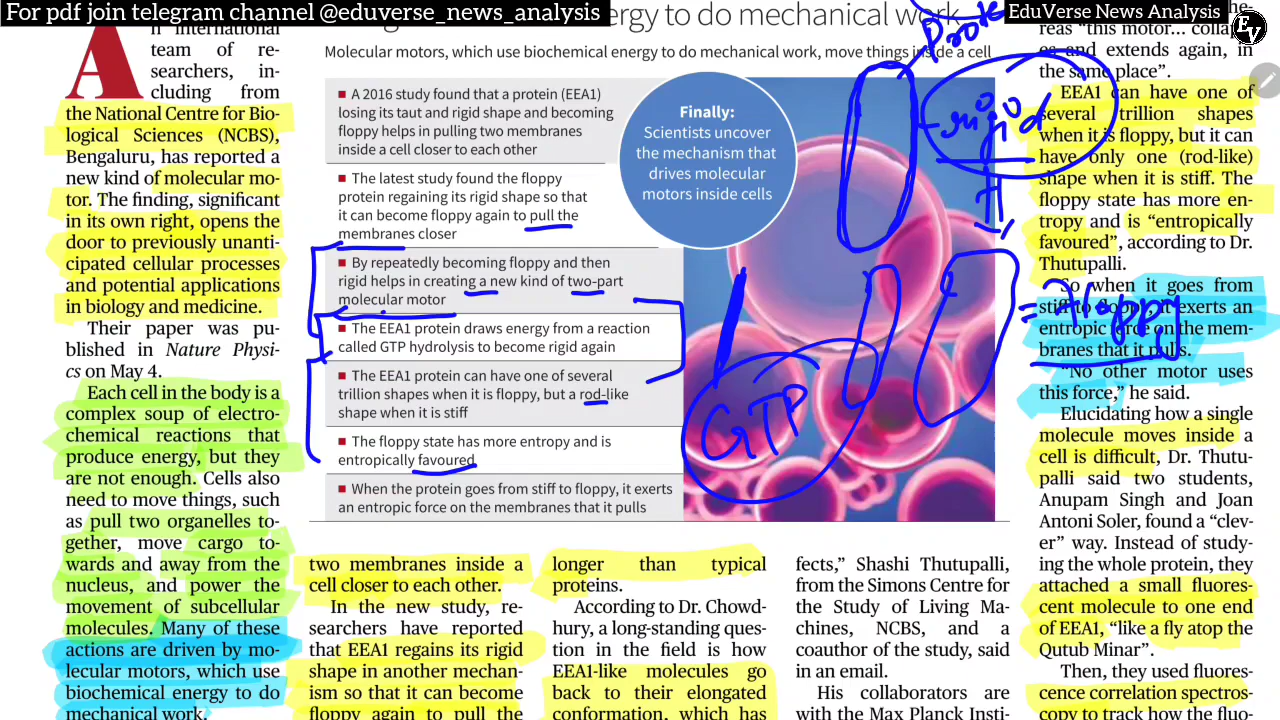 For pdf join telegram channel @eduverse_news_analysis
ergy to do mechanical work
EduVerse News Analysis
EV
Molecular motors, which use biochemical energy to do mechanical work, move things inside a cell
A
n international
team of re-
searchers, in-
cluding from
the National Centre for Bio-
logical Sciences (NCBS),
Bengaluru, has reported a
new kind of molecular mo-
tor. The finding, significant
in its own right, opens the
door to previously unanti-
cipated cellular processes
and potential applications
in biology and medicine.
Their paper was pu-
blished in Nature Physi-
cs on May 4.
Each cell in the body is a
complex soup of electro-
chemical reactions that
produce energy, but they
are not enough. Cells also
need to move things, such
as pull two organelles to-
gether, move cargo to-
wards and away from the
nucleus, and power the
movement of subcellular
molecules. Many of these
actions are driven by mo-
lecular motors, which use
biochemical energy to do
mechanical work.
A 2016 study found that a protein (EEA1)
losing its taut and rigid shape and becoming
floppy helps in pulling two membranes
inside a cell closer to each other
The latest study found the floppy
protein regaining its rigid shape so that
it can become floppy again to pull the
membranes closer
By repeatedly becoming floppy and then
rigid helps in creating a new kind of two-part
molecular motor
The EEA1 protein draws energy from a reaction
called GTP hydrolysis to become rigid again
The EEA1 protein can have one of several
trillion shapes when it is floppy, but a rod-like
shape when it is stiff
The floppy state has more entropy and is
entropically favoured
When the protein goes from stiff to floppy, it exerts
an entropic force on the membranes that it pulls
Finally:
Scientists uncover
the mechanism that
drives molecular
motors inside cells
rigid
= floppy
GTP
two membranes inside a
cell closer to each other.
In the new study, re-
searchers have reported
that EEA1 regains its rigid
shape in another mechan-
ism so that it can become
floppy again to pull the
longer than typical
proteins.
According to Dr. Chowd-
hury, a long-standing ques-
tion in the field is how
EEA1-like molecules go
back to their elongated
conformation, which has
fects,” Shashi Thutupalli,
from the Simons Centre for
the Study of Living Ma-
chines, NCBS, and a
coauthor of the study, said
in an email.
His collaborators are
with the Max Planck Insti-
reas “this motor... collap
es and extends again, in
the same place”.
EEA1 can have one of
several trillion shapes
when it is floppy, but it can
have only one (rod-like)
shape when it is stiff. The
floppy state has more en-
tropy and is “entropically
favoured”, according to Dr.
Thutupalli.
So when it goes from
stiff to floppy, it exerts an
entropic force on the mem-
branes that it pulls.
“No other motor uses
this force,” he said.
Elucidating how a single
molecule moves inside a
cell is difficult, Dr. Thutu-
palli said two students,
Anupam Singh and Joan
Antoni Soler, found a “clev-
er” way. Instead of study-
ing the whole protein, they
attached a small fluores-
cent molecule to one end
of EEA1, “like a fly atop the
Qutub Minar”.
Then, they used fluores-
cence correlation spectros-
copy to track how the fluo-